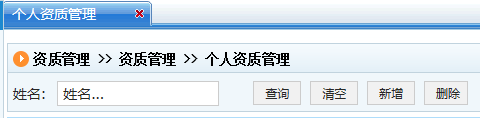 个人资质管理
资质管理 >> 资质管理 >> 个人资质管理
姓名: 姓名... 查询 清空 新增 删除